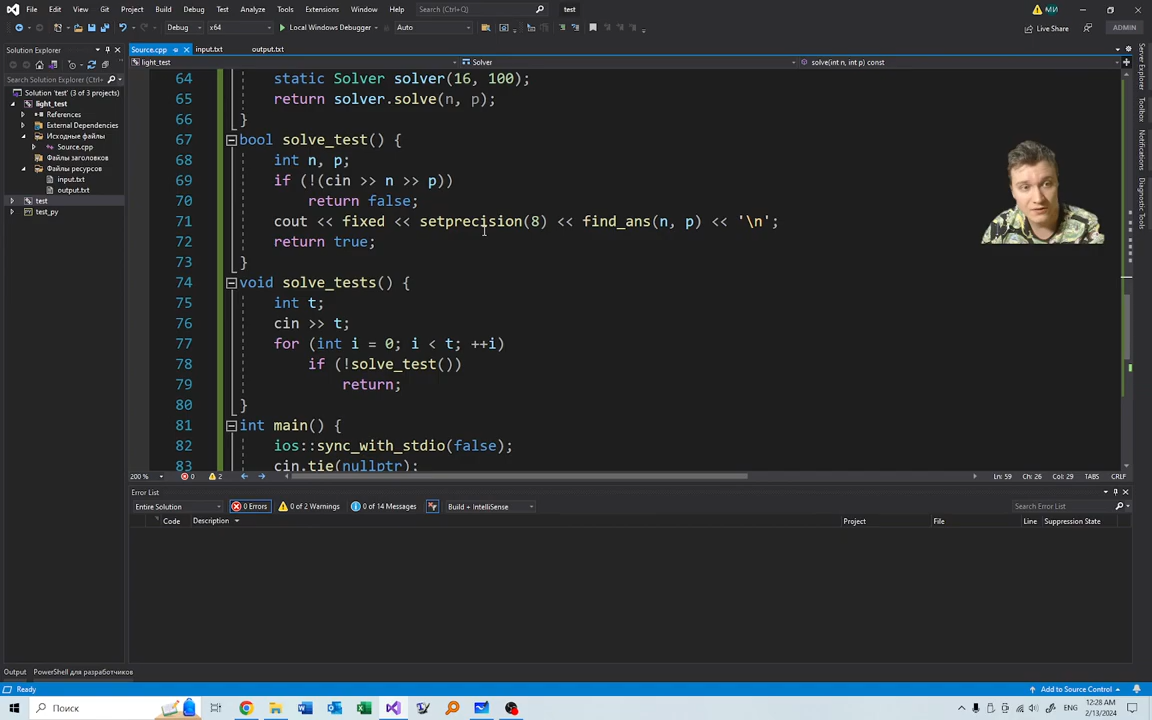 File Edit View Git Project Build Debug Test Analyze Tools Extensions Window Help Search (Ctrl+Q) test МИ
Debug x64 Local Windows Debugger Auto Live Share ADMIN
Solution Explorer
Search Solution Explorer (Ctrl+
Solution 'test' (3 of 3 projects)
light_test
References
External Dependencies
Исходные файлы
Source.cpp
Файлы заголовков
Файлы ресурсов
input.txt
output.txt
test
test_py
Source.cpp input.txt output.txt
light_test Solver solve(int n, int p) const
64 static Solver solver(16, 100);
65 return solver.solve(n, p);
66 }
67 bool solve_test() {
68 int n, p;
69 if (!(cin >> n >> p))
70 return false;
71 cout << fixed << setprecision(8) << find_ans(n, p) << '\n';
72 return true;
73 }
74 void solve_tests() {
75 int t;
76 cin >> t;
77 for (int i = 0; i < t; ++i)
78 if (!solve_test())
79 return;
80 }
81 int main() {
82 ios::sync_with_stdio(false);
83 cin.tie(nullptr);
200 % 0 2 Ln: 59 Ch: 26 Col: 29 TABS CRLF
Error List
Entire Solution 0 Errors 0 of 2 Warnings 0 of 14 Messages Build + IntelliSense Search Error List
Code Description Project File Line Suppression State
Server Explorer
Toolbox
Notifications
Diagnostic Tools
Output PowerShell для разработчиков
Ready Add to Source Control
Поиск ENG 12:28 AM
2/13/2024